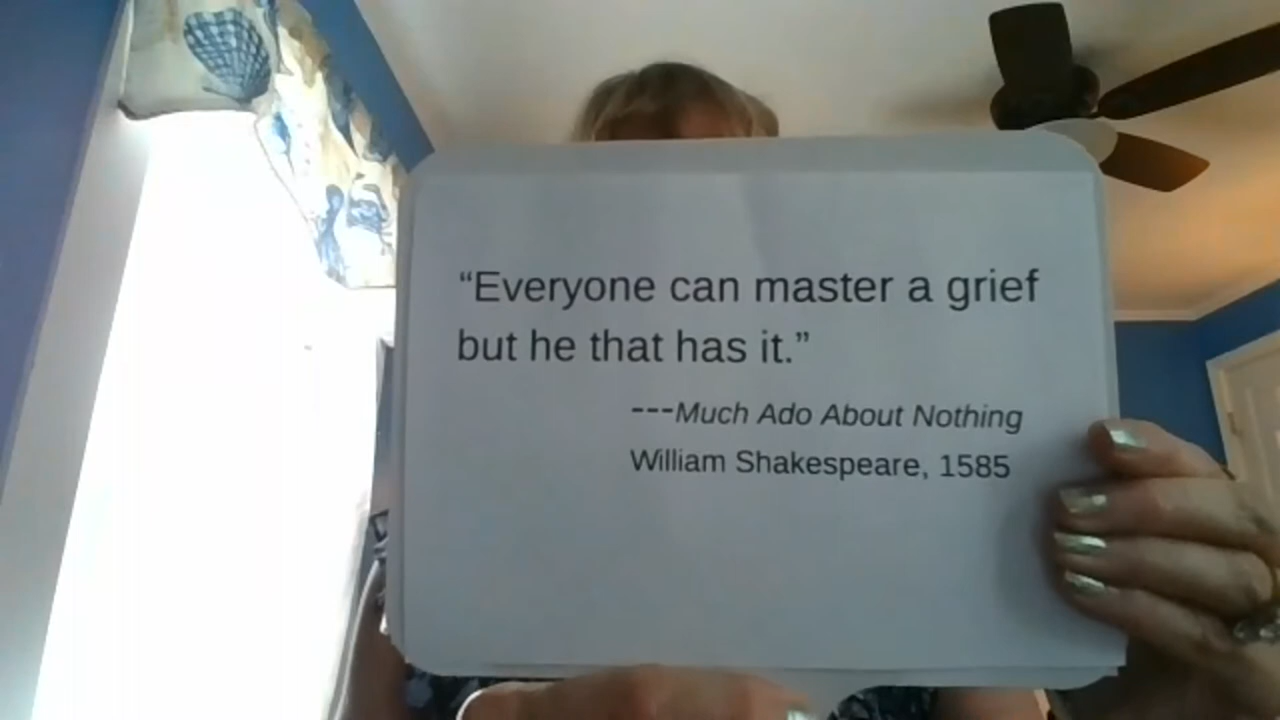 “Everyone can master a grief
but he that has it.”
---Much Ado About Nothing
William Shakespeare, 1585